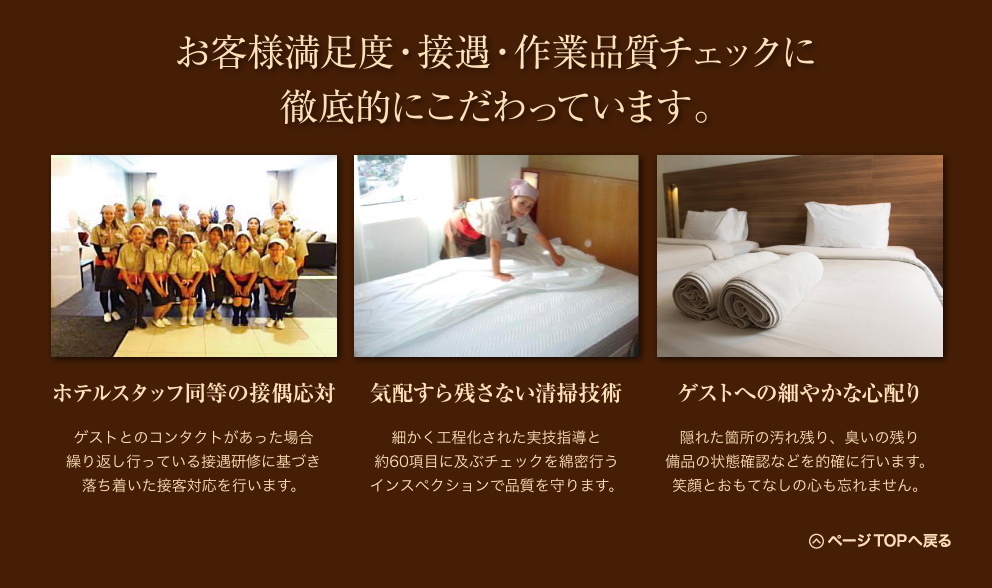 お客様満足度・接遇・作業品質チェックに
徹底的にこだわっています。
ホテルスタッフ同等の接偶応対
ゲストとのコンタクトがあった場合
繰り返し行っている接遇研修に基づき
落ち着いた接客対応を行います。
気配すら残さない清掃技術
細かく工程化された実技指導と
約60項目に及ぶチェックを綿密行う
インスペクションで品質を守ります。
ゲストへの細やかな心配り
隠れた箇所の汚れ残り、臭いの残り
備品の状態確認などを的確に行います。
笑顔とおもてなしの心も忘れません。
ページTOPへ戻る